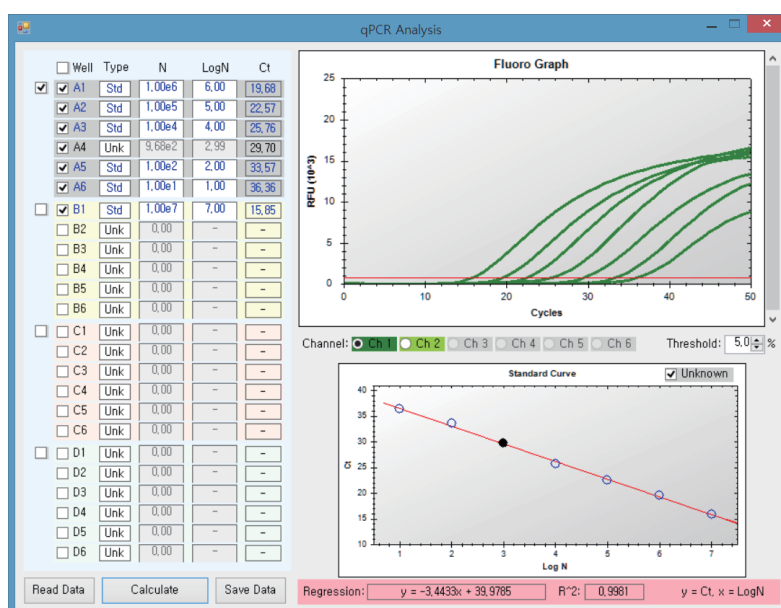 qPCR Analysis
Well Type N LogN Ct
A1 Std 1,00e6 6,00 19,68
A2 Std 1,00e5 5,00 22,57
A3 Std 1,00e4 4,00 25,76
A4 Unk 9,68e2 2,99 29,70
A5 Std 1,00e2 2,00 33,57
A6 Std 1,00e1 1,00 36,36
B1 Std 1,00e7 7,00 15,85
B2 Unk 0,00 - -
B3 Unk 0,00 - -
B4 Unk 0,00 - -
B5 Unk 0,00 - -
B6 Unk 0,00 - -
C1 Unk 0,00 - -
C2 Unk 0,00 - -
C3 Unk 0,00 - -
C4 Unk 0,00 - -
C5 Unk 0,00 - -
C6 Unk 0,00 - -
D1 Unk 0,00 - -
D2 Unk 0,00 - -
D3 Unk 0,00 - -
D4 Unk 0,00 - -
D5 Unk 0,00 - -
D6 Unk 0,00 - -
Read Data Calculate Save Data
Fluoro Graph
RFU (10^3)
25
20
15
10
5
0
0 10 20 30 40 50
Cycles
Channel: Ch 1 Ch 2 Ch 3 Ch 4 Ch 5 Ch 6 Threshold: 5,0 %
Standard Curve Unknown
Ct
40
35
30
25
20
15
10
1 2 3 4 5 6 7
Log N
Regression: y = -3,4433x + 39,9785 R^2: 0,9981 y = Ct, x = LogN